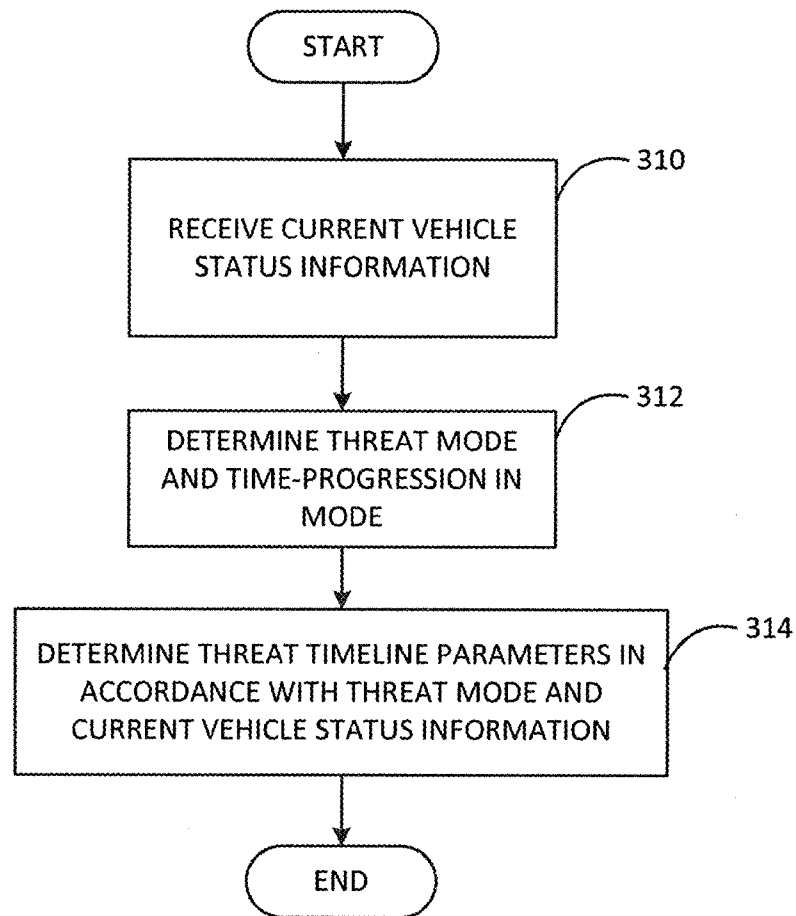 START
310
RECEIVE CURRENT VEHICLE
STATUS INFORMATION
312
DETERMINE THREAT MODE
AND TIME-PROGRESSION IN
MODE
314
DETERMINE THREAT TIMELINE PARAMETERS IN
ACCORDANCE WITH THREAT MODE AND
CURRENT VEHICLE STATUS INFORMATION
END